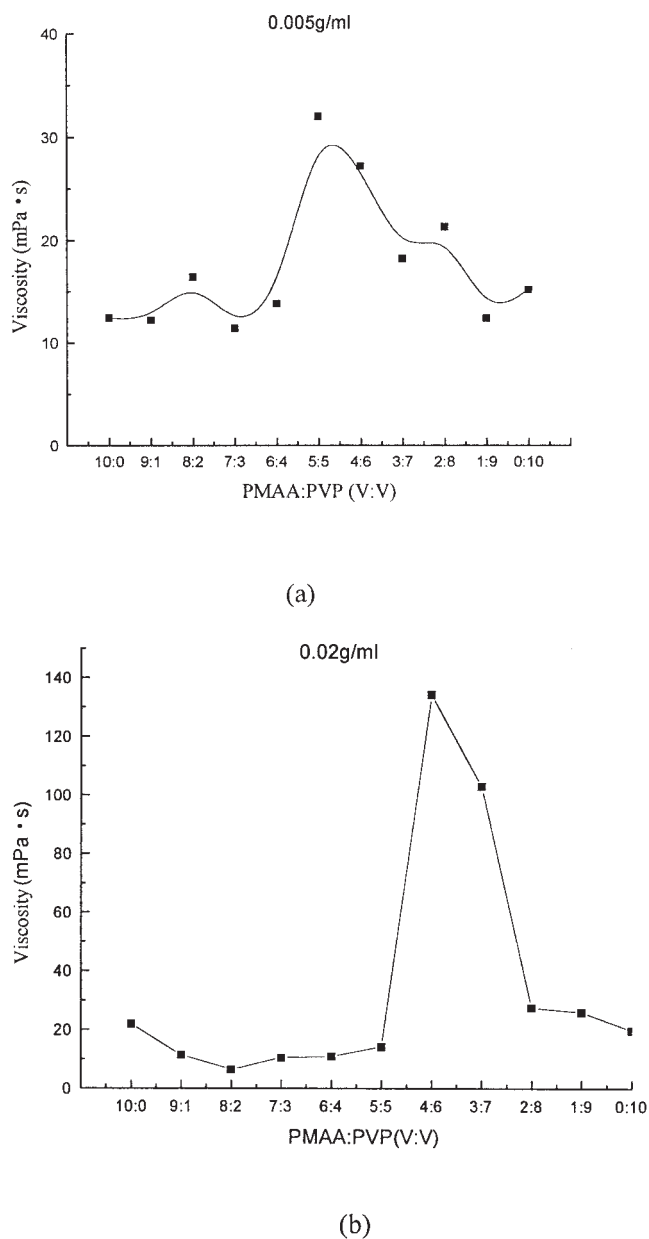 0.005g/ml
40
30
20
10
0
Viscosity (mPa • s)
10:0 9:1 8:2 7:3 6:4 5:5 4:6 3:7 2:8 1:9 0:10
PMAA:PVP (V:V)
(a)
0.02g/ml
140
120
100
80
60
40
20
0
Viscosity (mPa • s)
10:0 9:1 8:2 7:3 6:4 5:5 4:6 3:7 2:8 1:9 0:10
PMAA:PVP(V:V)
(b)